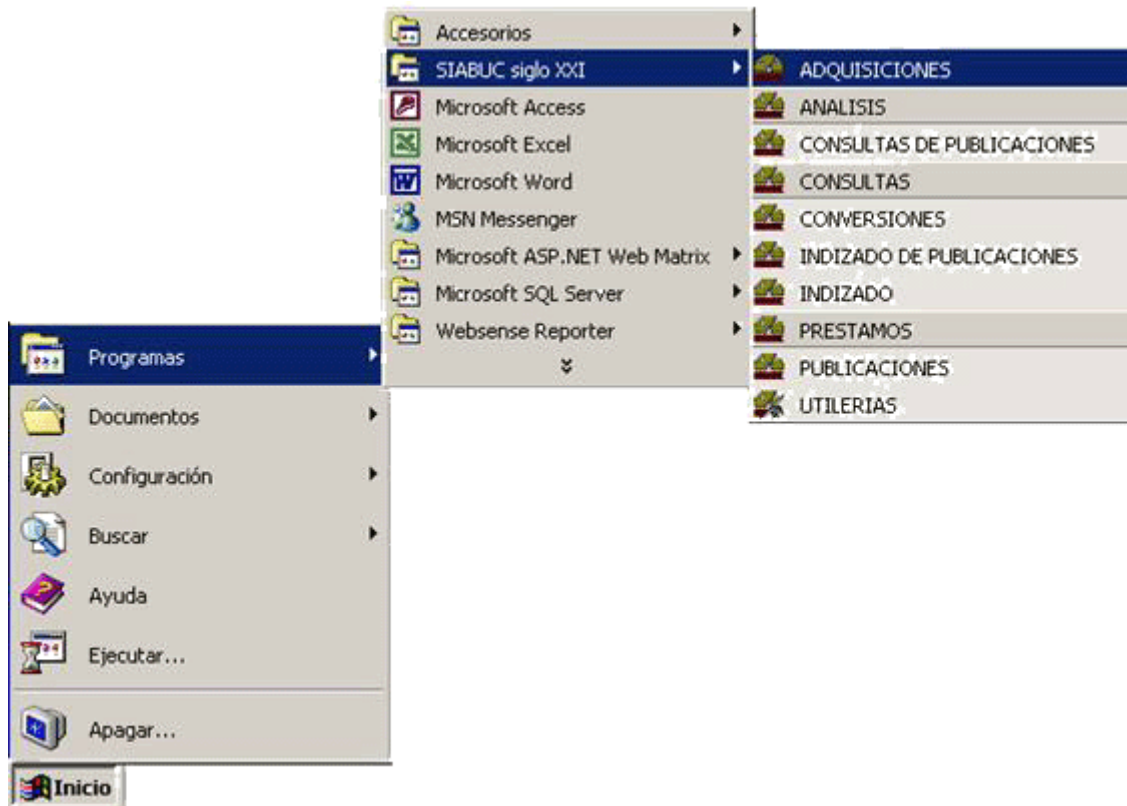 Accesorios
SIABUC siglo XXI
Microsoft Access
Microsoft Excel
Microsoft Word
MSN Messenger
Microsoft ASP.NET Web Matrix
Microsoft SQL Server
Websense Reporter
ADQUISICIONES
ANALISIS
CONSULTAS DE PUBLICACIONES
CONSULTAS
CONVERSIONES
INDIZADO DE PUBLICACIONES
INDIZADO
PRESTAMOS
PUBLICACIONES
UTILERIAS
Programas
Documentos
Configuración
Buscar
Ayuda
Ejecutar...
Apagar...
Inicio